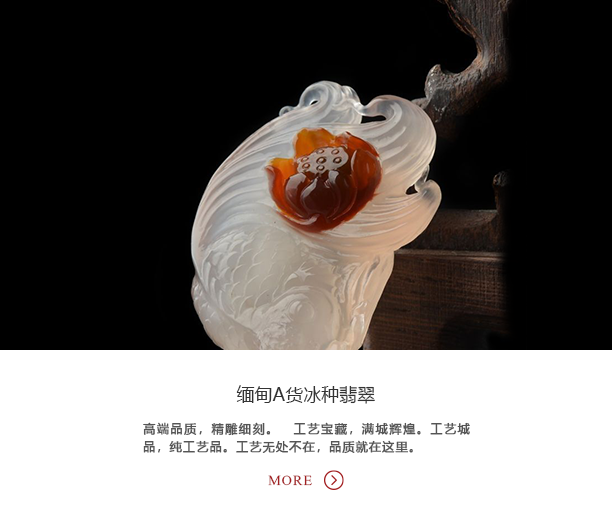 缅甸A货冰种翡翠
高端品质，精雕细刻。　工艺宝藏，满城辉煌。工艺城
品，纯工艺品。工艺无处不在，品质就在这里。
MORE